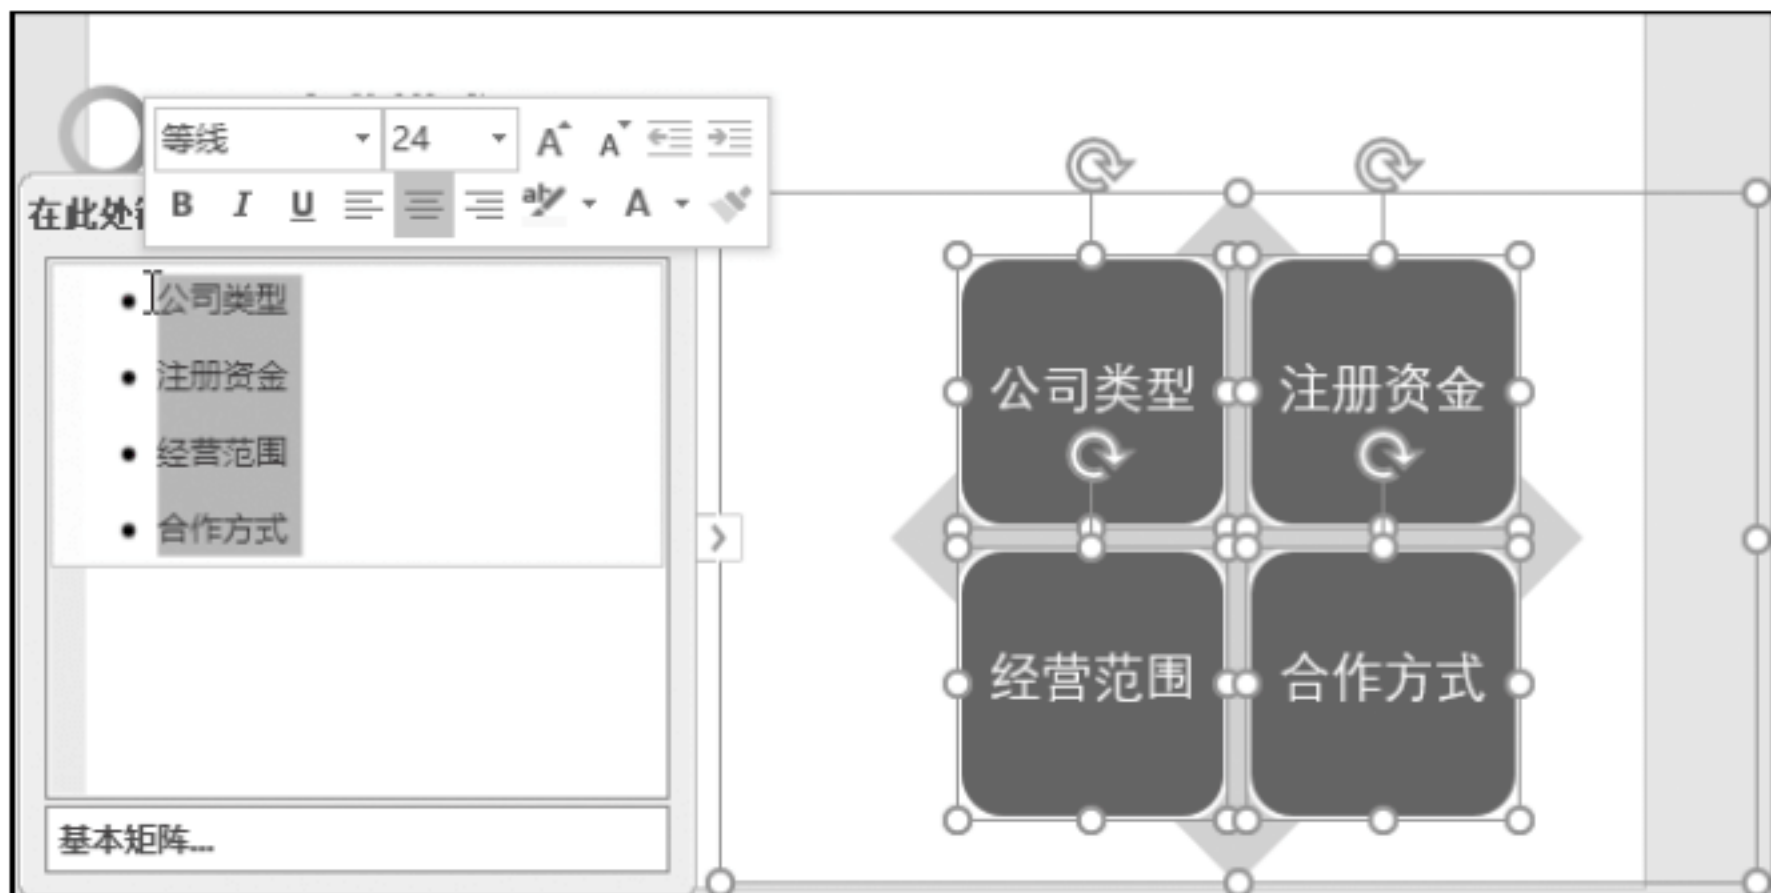 等线 24
B I U ab A
在此处
公司类型
注册资金
经营范围
合作方式
基本矩阵...
公司类型 注册资金
经营范围 合作方式